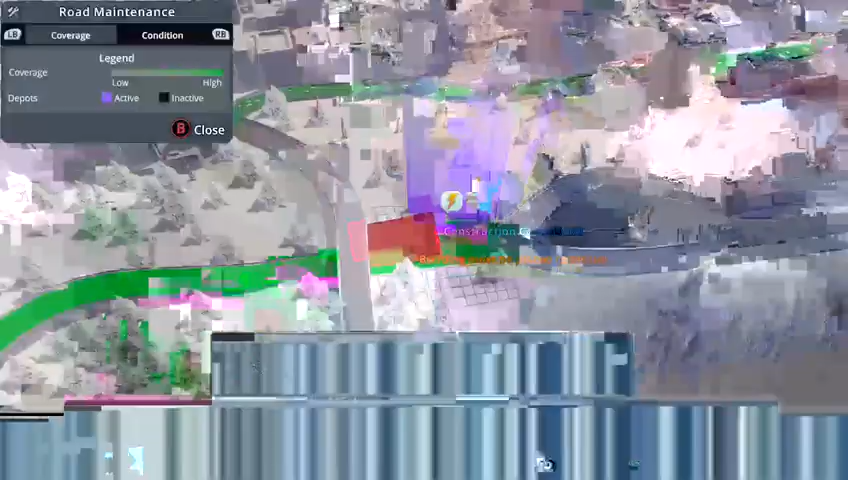 Road Maintenance
LB Coverage Condition RB
Legend
Coverage
Low High
Depots Active Inactive
B Close
Construction